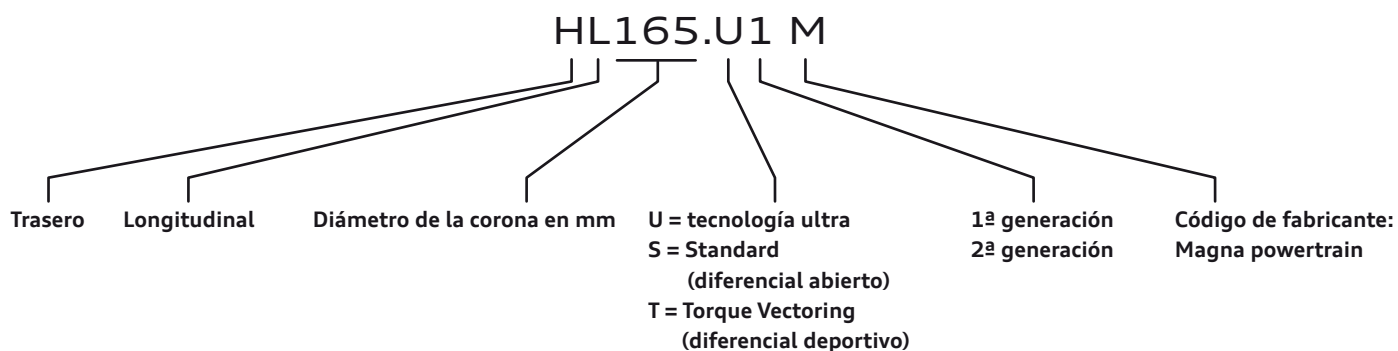 HL165.U1 M
Trasero
Longitudinal
Diámetro de la corona en mm
U = tecnología ultra
S = Standard
(diferencial abierto)
T = Torque Vectoring
(diferencial deportivo)
1ª generación
2ª generación
Código de fabricante:
Magna powertrain